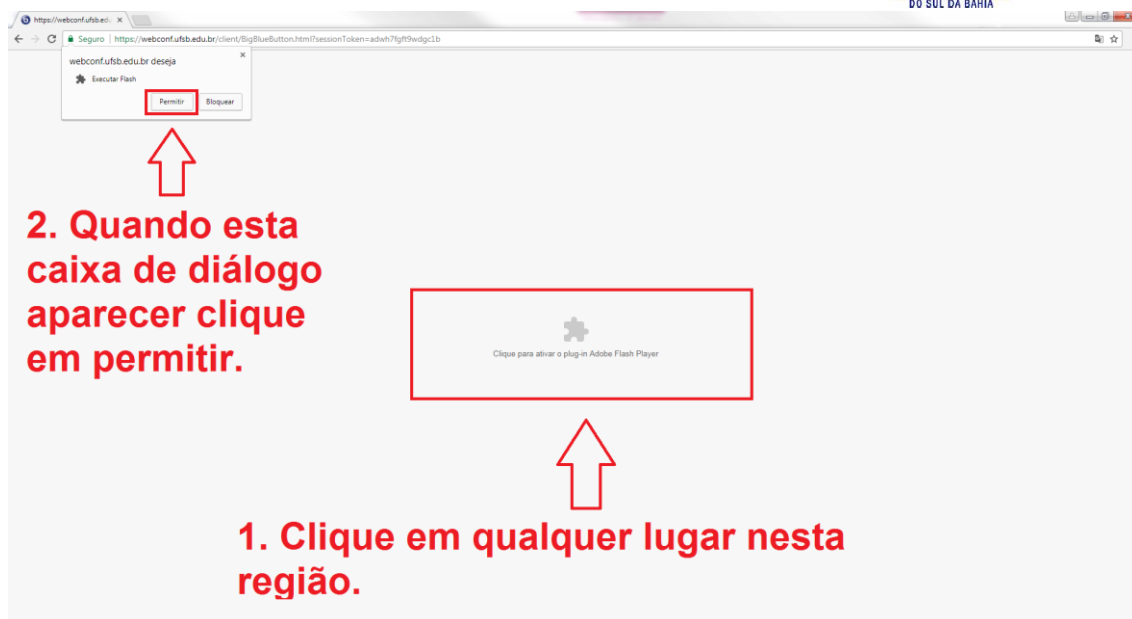 DO SUL DA BAHIA
https://webconf.ufsb.ed
Seguro | https://webconf.ufsb.edu.br/client/BigBlueButton.html?sessionToken=adwh7fgft9wdgc1b
webconf.ufsb.edu.br deseja
Executar Flash
Permitir Bloquear
2. Quando esta
caixa de diálogo
aparecer clique
em permitir.
Clique para ativar o plug-in Adobe Flash Player
1. Clique em qualquer lugar nesta
região.